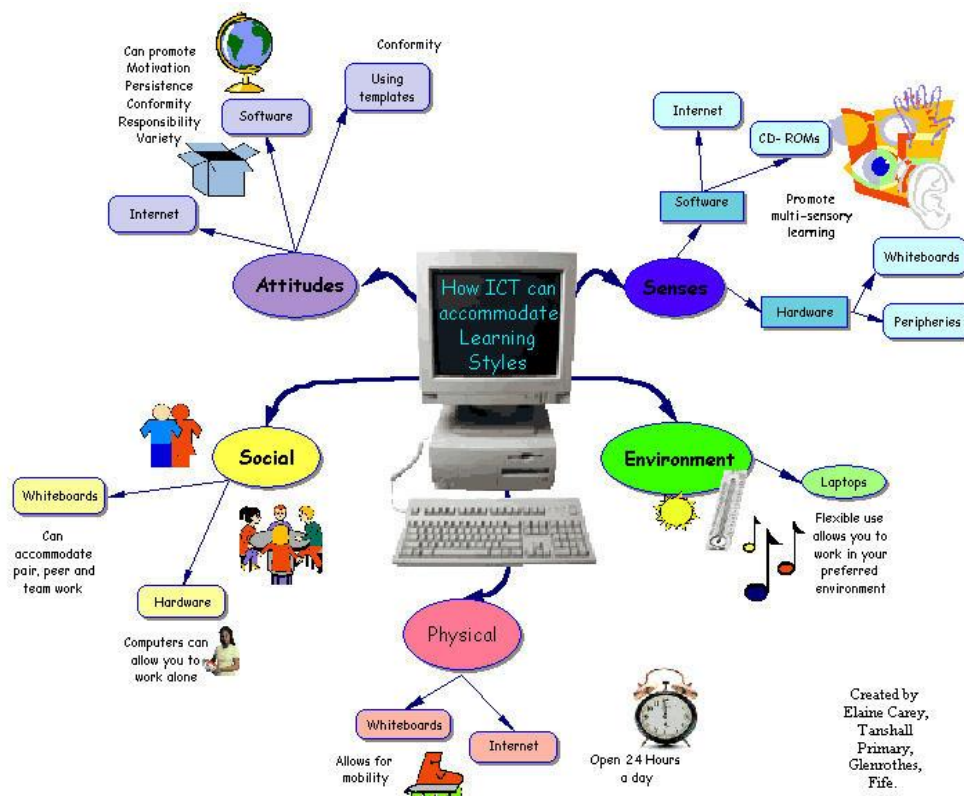 How ICT can
accommodate
Learning
Styles
Attitudes
Can promote
Motivation
Persistence
Conformity
Responsibility
Variety
Software
Conformity
Using
templates
Internet
Senses
Software
Internet
CD- ROMs
Promote
multi-sensory
learning
Hardware
Whiteboards
Peripheries
Environment
Laptops
Flexible use
allows you to
work in your
preferred
environment
Physical
Whiteboards
Allows for
mobility
Internet
Open 24 Hours
a day
Social
Whiteboards
Can
accommodate
pair, peer and
team work
Hardware
Computers can
allow you to
work alone
Created by
Elaine Carey,
Tanshall
Primary,
Glenrothes,
Fife.